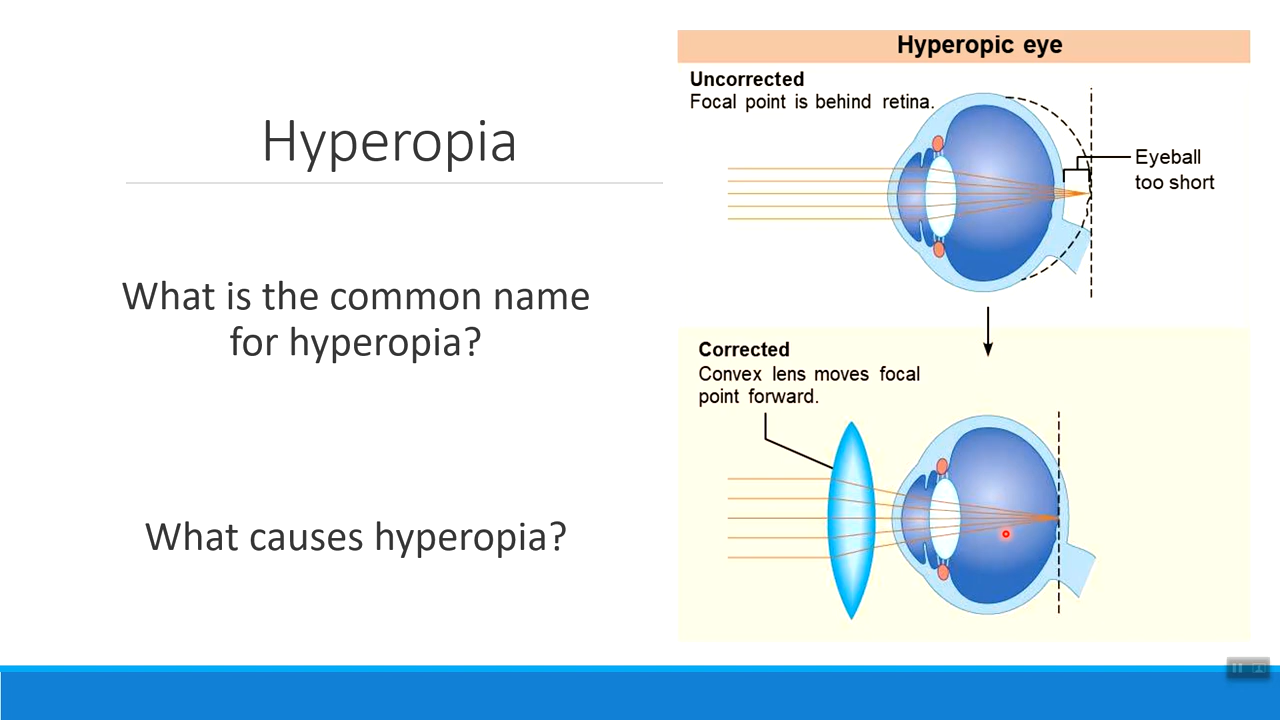 Hyperopia
What is the common name
for hyperopia?
What causes hyperopia?
Hyperopic eye
Uncorrected
Focal point is behind retina.
Eyeball
too short
Corrected
Convex lens moves focal
point forward.